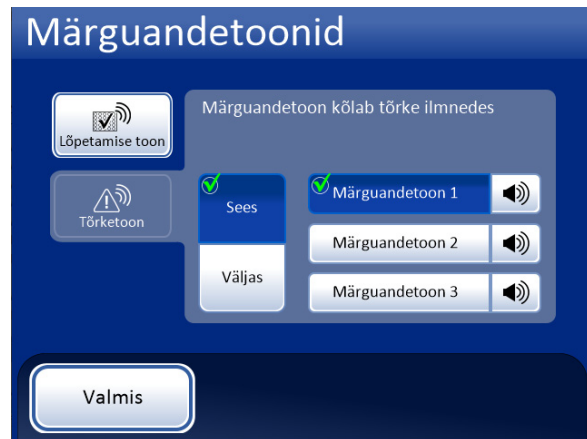 Märguandetoonid
Lõpetamise toon
Märguandetoon kõlab tõrke ilmnedes
Tõrketoon
Sees
Väljas
Märguandetoon 1
Märguandetoon 2
Märguandetoon 3
Valmis